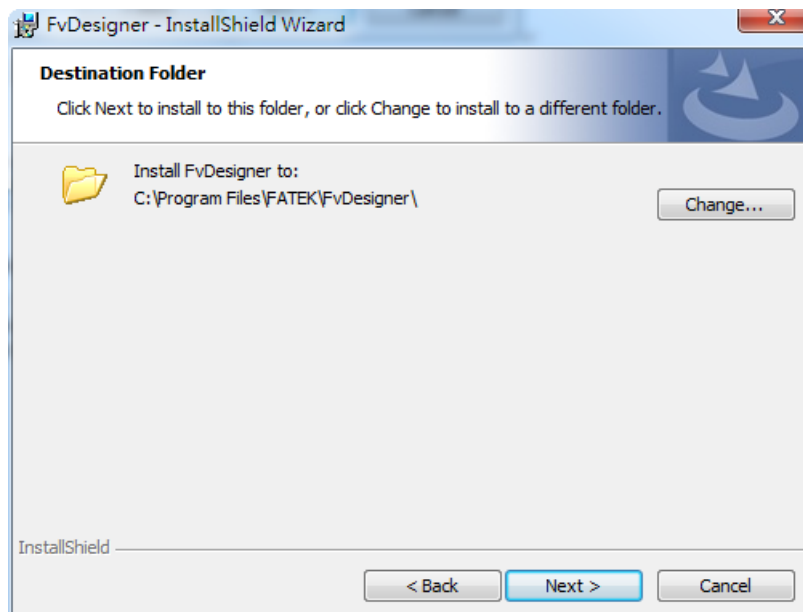 FvDesigner - InstallShield Wizard
Destination Folder
Click Next to install to this folder, or click Change to install to a different folder.
Install FvDesigner to:
C:\Program Files\FATEK\FvDesigner\
Change...
InstallShield
< Back
Next >
Cancel